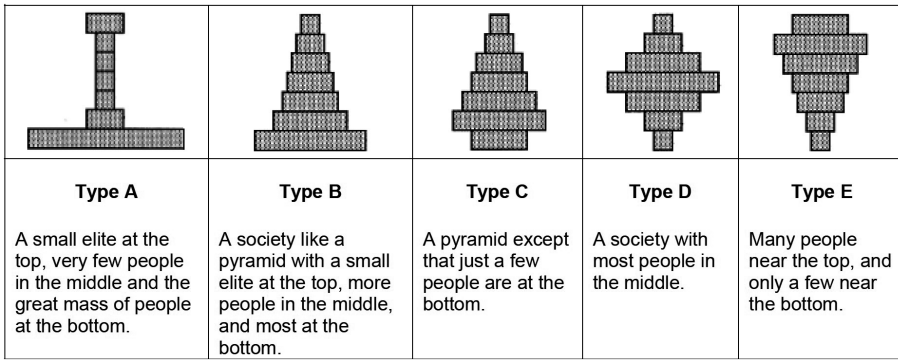 Type A
A small elite at the
top, very few people
in the middle and the
great mass of people
at the bottom.
Type B
A society like a
pyramid with a small
elite at the top, more
people in the middle,
and most at the
bottom.
Type C
A pyramid except
that just a few
people are at the
bottom.
Type D
A society with
most people in
the middle.
Type E
Many people
near the top, and
only a few near
the bottom.